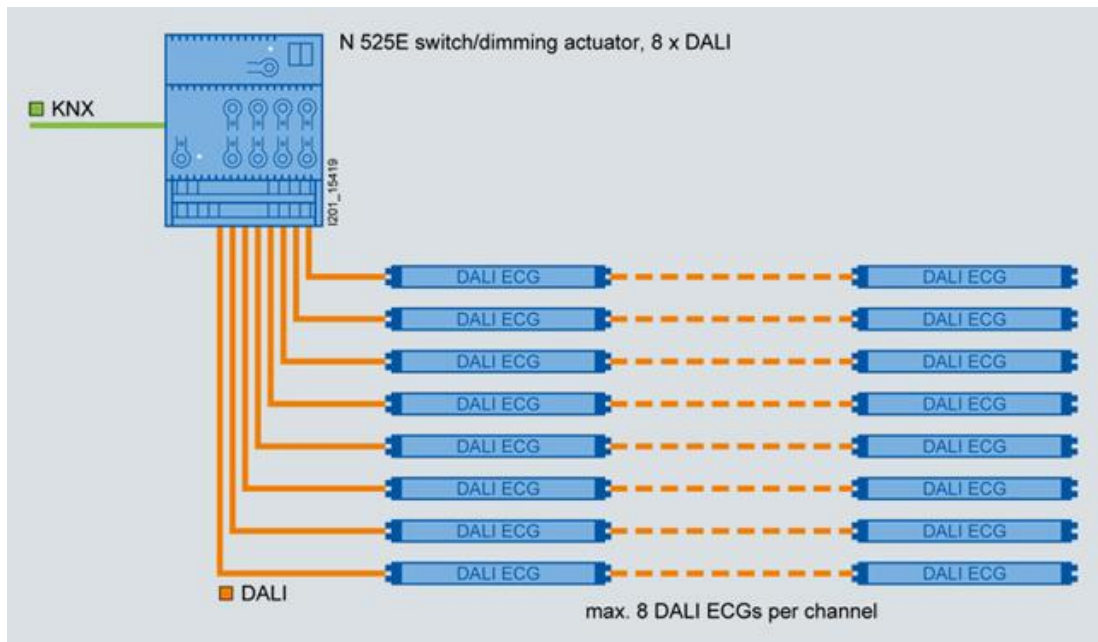 N 525E switch/dimming actuator, 8 x DALI
KNX
I201_15419
DALI ECG DALI ECG
DALI ECG DALI ECG
DALI ECG DALI ECG
DALI ECG DALI ECG
DALI ECG DALI ECG
DALI ECG DALI ECG
DALI ECG DALI ECG
DALI ECG DALI ECG
DALI
max. 8 DALI ECGs per channel